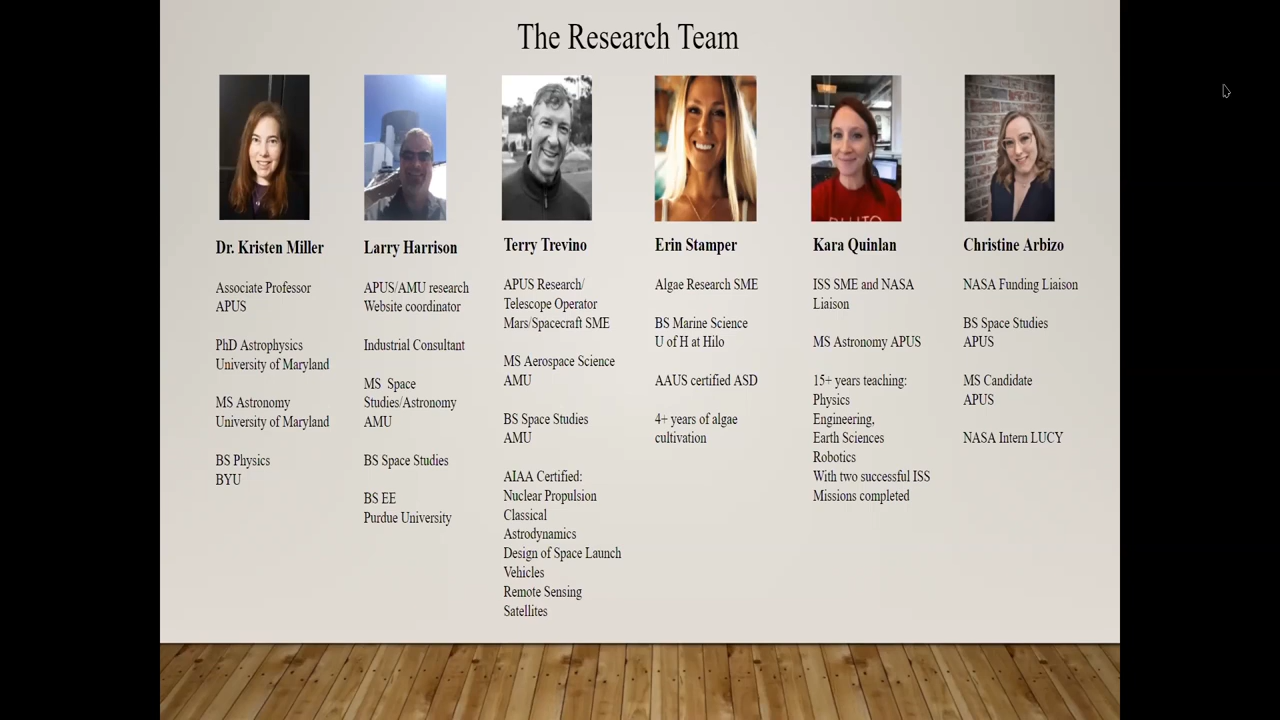 The Research Team
Dr. Kristen Miller
Associate Professor
APUS
PhD Astrophysics
University of Maryland
MS Astronomy
University of Maryland
BS Physics
BYU
Larry Harrison
APUS/AMU research
Website coordinator
Industrial Consultant
MS Space
Studies/Astronomy
AMU
BS Space Studies
BS EE
Purdue University
Terry Trevino
APUS Research/
Telescope Operator
Mars/Spacecraft SME
MS Aerospace Science
AMU
BS Space Studies
AMU
AIAA Certified:
Nuclear Propulsion
Classical
Astrodynamics
Design of Space Launch
Vehicles
Remote Sensing
Satellites
Erin Stamper
Algae Research SME
BS Marine Science
U of H at Hilo
AAUS certified ASD
4+ years of algae
cultivation
Kara Quinlan
ISS SME and NASA
Liaison
MS Astronomy APUS
15+ years teaching:
Physics
Engineering,
Earth Sciences
Robotics
With two successful ISS
Missions completed
Christine Arbizo
NASA Funding Liaison
BS Space Studies
APUS
MS Candidate
APUS
NASA Intern LUCY